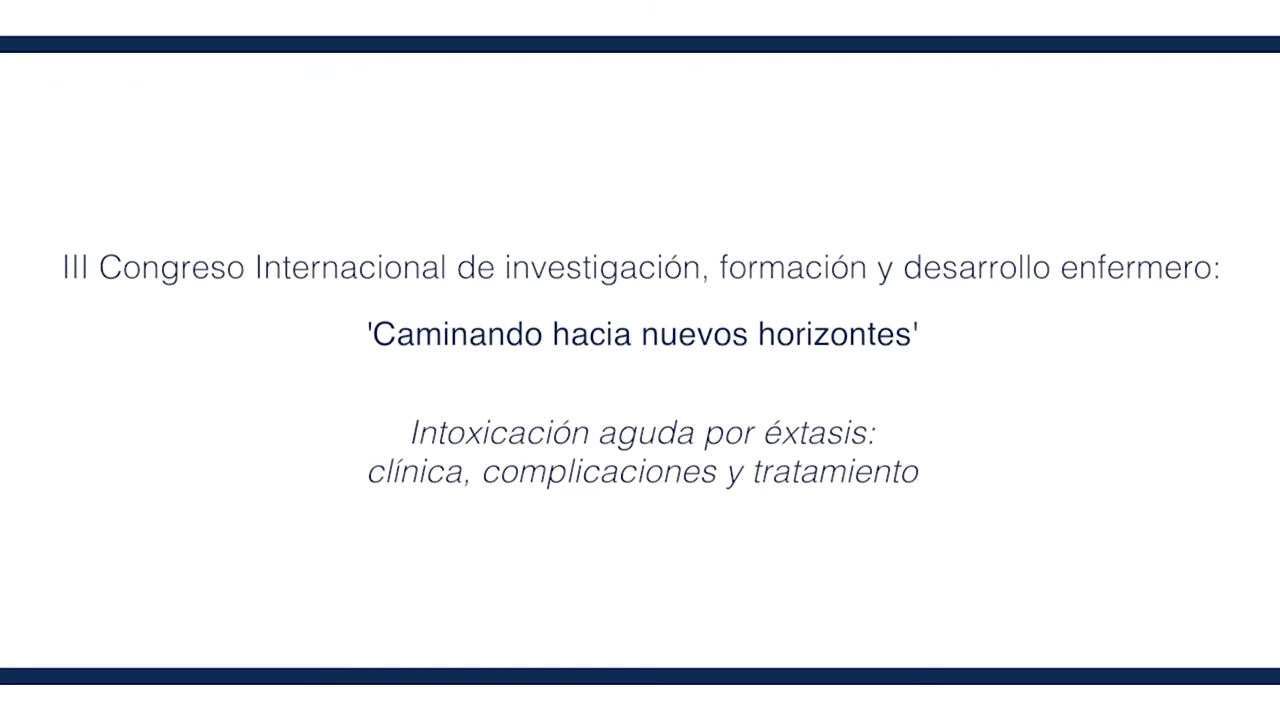 III Congreso Internacional de investigación, formación y desarrollo enfermero:
'Caminando hacia nuevos horizontes'
Intoxicación aguda por éxtasis:
clínica, complicaciones y tratamiento